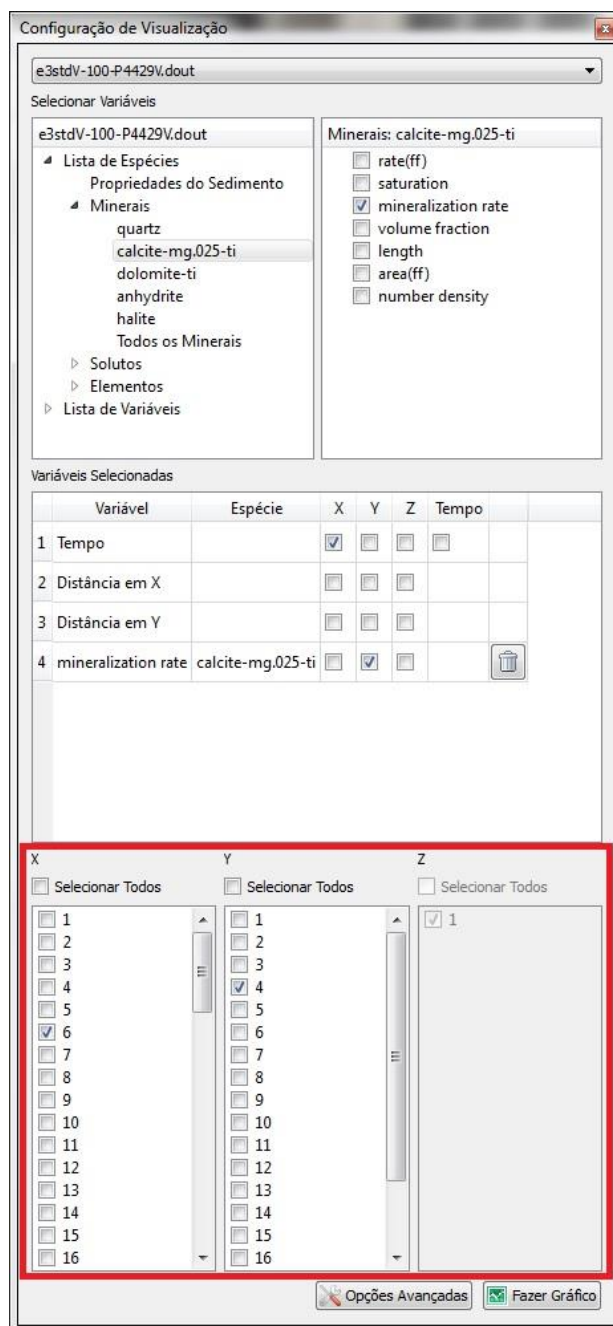 Configuração de Visualização
e3stdV-100-P4429V.dout
Selecionar Variáveis
e3stdV-100-P4429V.dout
Lista de Espécies
Propriedades do Sedimento
Minerais
quartz
calcite-mg.025-ti
dolomite-ti
anhydrite
halite
Todos os Minerais
Solutos
Elementos
Lista de Variáveis
Minerais: calcite-mg.025-ti
rate(ff)
saturation
mineralization rate
volume fraction
length
area(ff)
number density
Variáveis Selecionadas
Variável Espécie X Y Z Tempo
1 Tempo
2 Distância em X
3 Distância em Y
4 mineralization rate calcite-mg.025-ti
X
Selecionar Todos
1
2
3
4
5
6
7
8
9
10
11
12
13
14
15
16
Y
Selecionar Todos
1
2
3
4
5
6
7
8
9
10
11
12
13
14
15
16
Z
Selecionar Todos
1
Opções Avançadas Fazer Gráfico